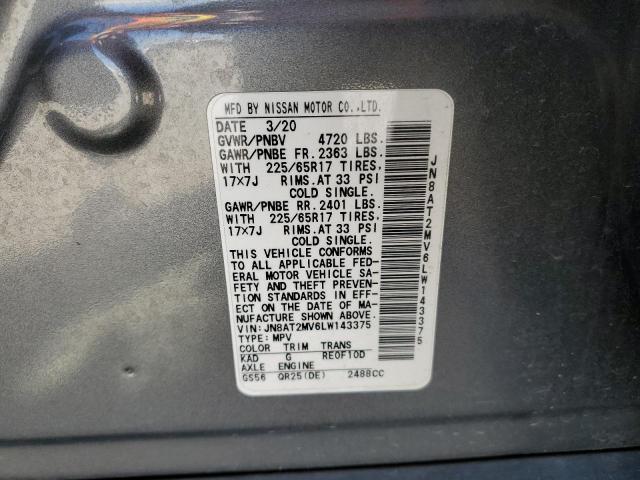 MFD BY NISSAN MOTOR CO.,LTD.
DATE 3/20
GVWR/PNBV 4720 LBS.
GAWR/PNBE FR. 2363 LBS.
WITH 225/65R17 TIRES.
17×7J RIMS.AT 33 PSI
COLD SINGLE.
GAWR/PNBE RR. 2401 LBS.
WITH 225/65R17 TIRES.
17×7J RIMS.AT 33 PSI
COLD SINGLE.
THIS VEHICLE CONFORMS
TO ALL APPLICABLE FED-
ERAL MOTOR VEHICLE SA-
FETY AND THEFT PREVEN-
TION STANDARDS IN EFF-
ECT ON THE DATE OF MA-
NUFACTURE SHOWN ABOVE.
VIN: JN8AT2MV6LW143375
TYPE: MPV
COLOR TRIM TRANS
KAD G RE0F10D
AXLE ENGINE
GS56 QR25(DE) 2488CC
JN8AT2MV6LW143375